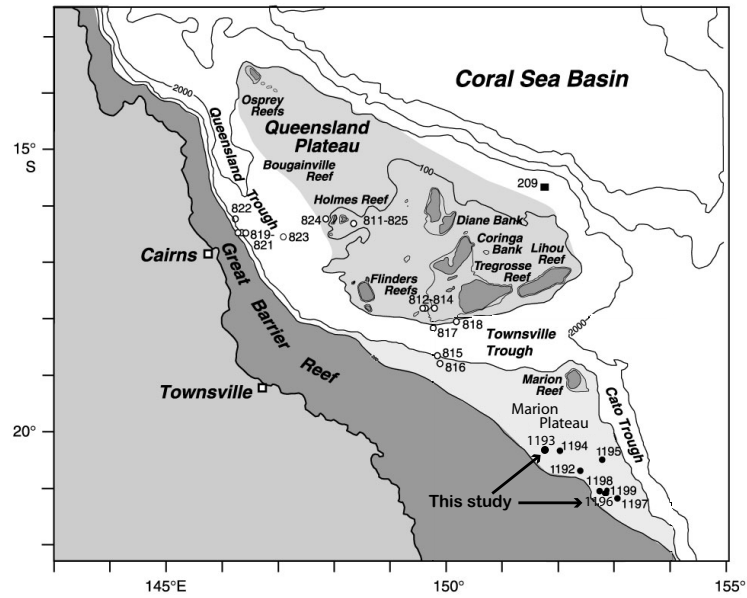 Coral Sea Basin
2000
Osprey
Reefs
Queensland
Plateau
Queensland Trough
Bougainville
Reef
100
15°
S
209
Holmes Reef
822
824
811-825
Diane Bank
819-
821
823
Coringa
Bank
Lihou
Reef
Cairns
Tregrosse
Reef
Flinders
Reefs
812-814
Great Barrier Reef
818
817
2000
Townsville
Trough
815
816
Marion
Reef
Cato Trough
Townsville
Marion
Plateau
20°
1193
1194
1195
1192
1198
1199
This study
1196
1197
145°E
150°
155°